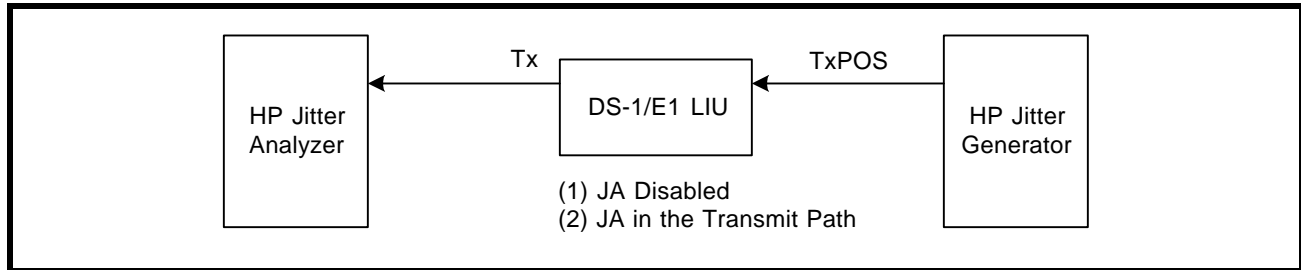 Tx
TxPOS
HP Jitter
Analyzer
DS-1/E1 LIU
HP Jitter
Generator
(1) JA Disabled
(2) JA in the Transmit Path